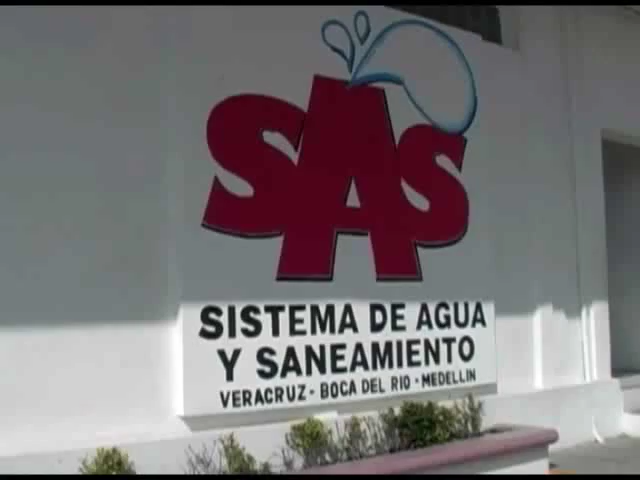 SAS
SISTEMA DE AGUA
Y SANEAMIENTO
VERACRUZ - BOCA DEL RIO - MEDELLIN